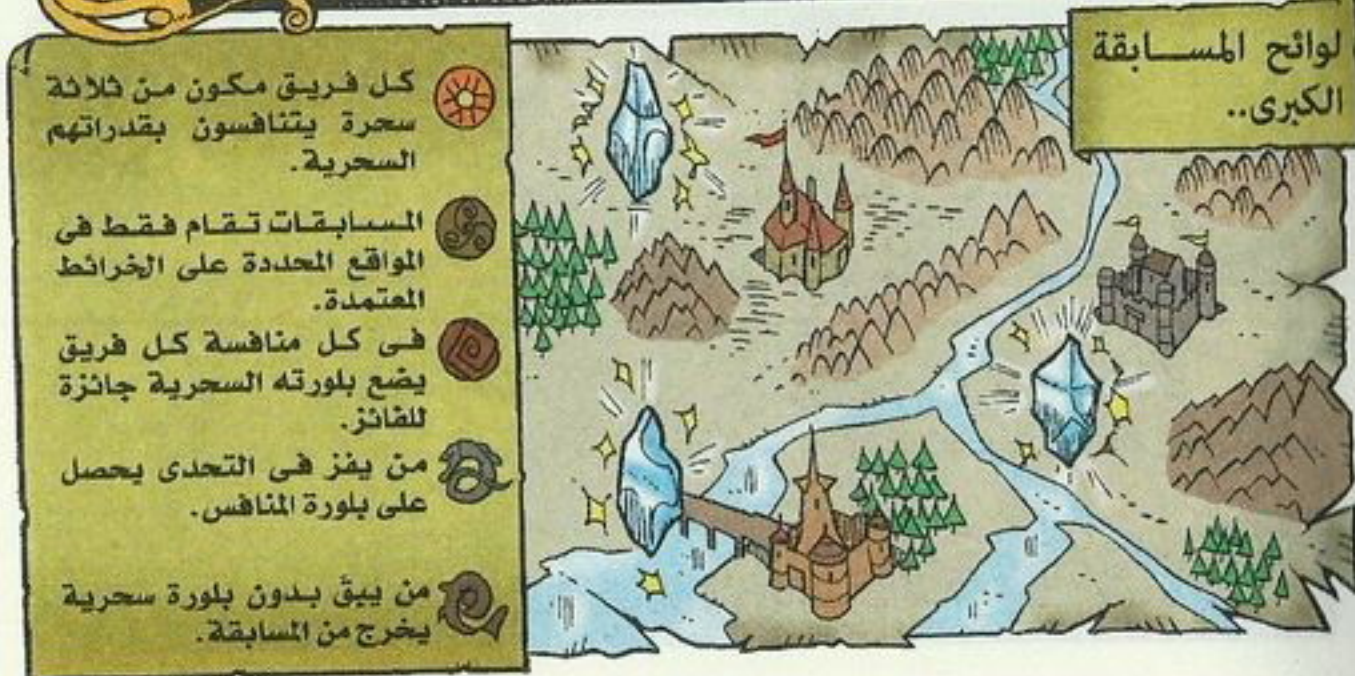 لوائح المســابقة
الكبرى..
كل فريق مكون من ثلاثة
سحرة يتنافسون بقدراتهم
السحرية.
المسابقات تقام فقط فى
المواقع المحددة على الخرائط
المعتمدة.
فى كل منافسة كل فريق
يضع بلورته السحرية جائزة
للفائز.
من يفز فى التحدى يحصل
على بلورة المنافس.
من يبقَ بدون بلورة سحرية
يخرج من المسابقة.